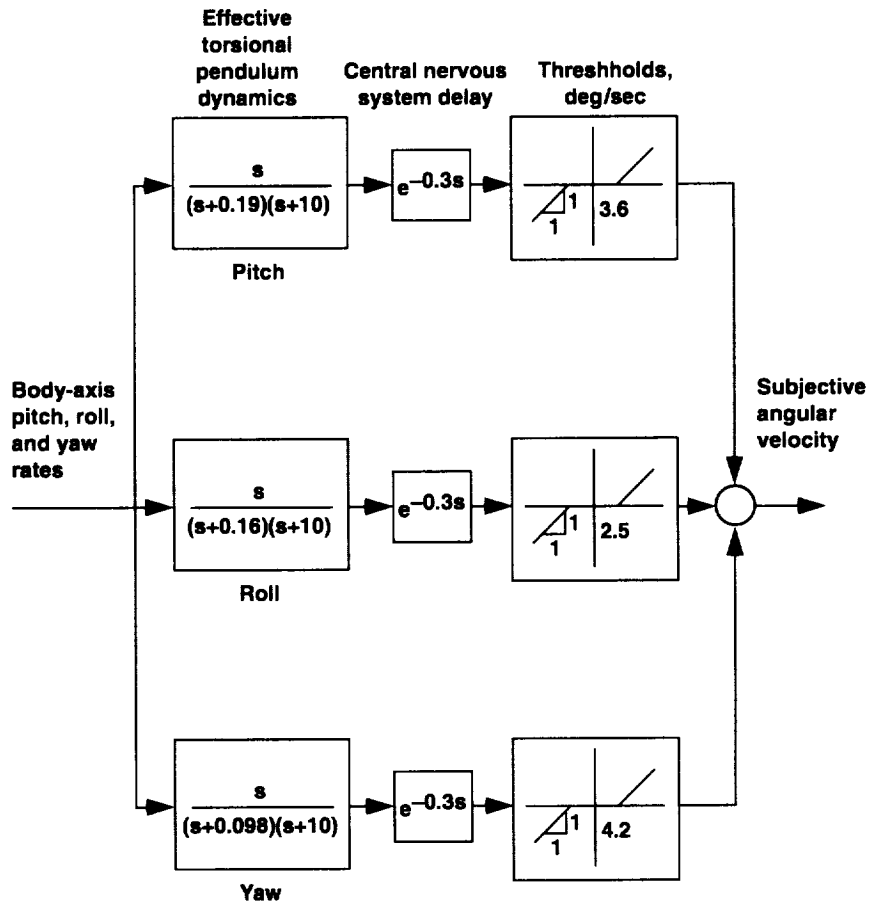 Effective
torsional
pendulum
dynamics
Central nervous
system delay
Threshholds,
deg/sec
s
(s+0.19)(s+10)
e−0.3s
1
1
3.6
Pitch
Body-axis
pitch, roll,
and yaw
rates
Subjective
angular
velocity
s
(s+0.16)(s+10)
e−0.3s
1
1
2.5
Roll
s
(s+0.098)(s+10)
e−0.3s
1
1
4.2
Yaw